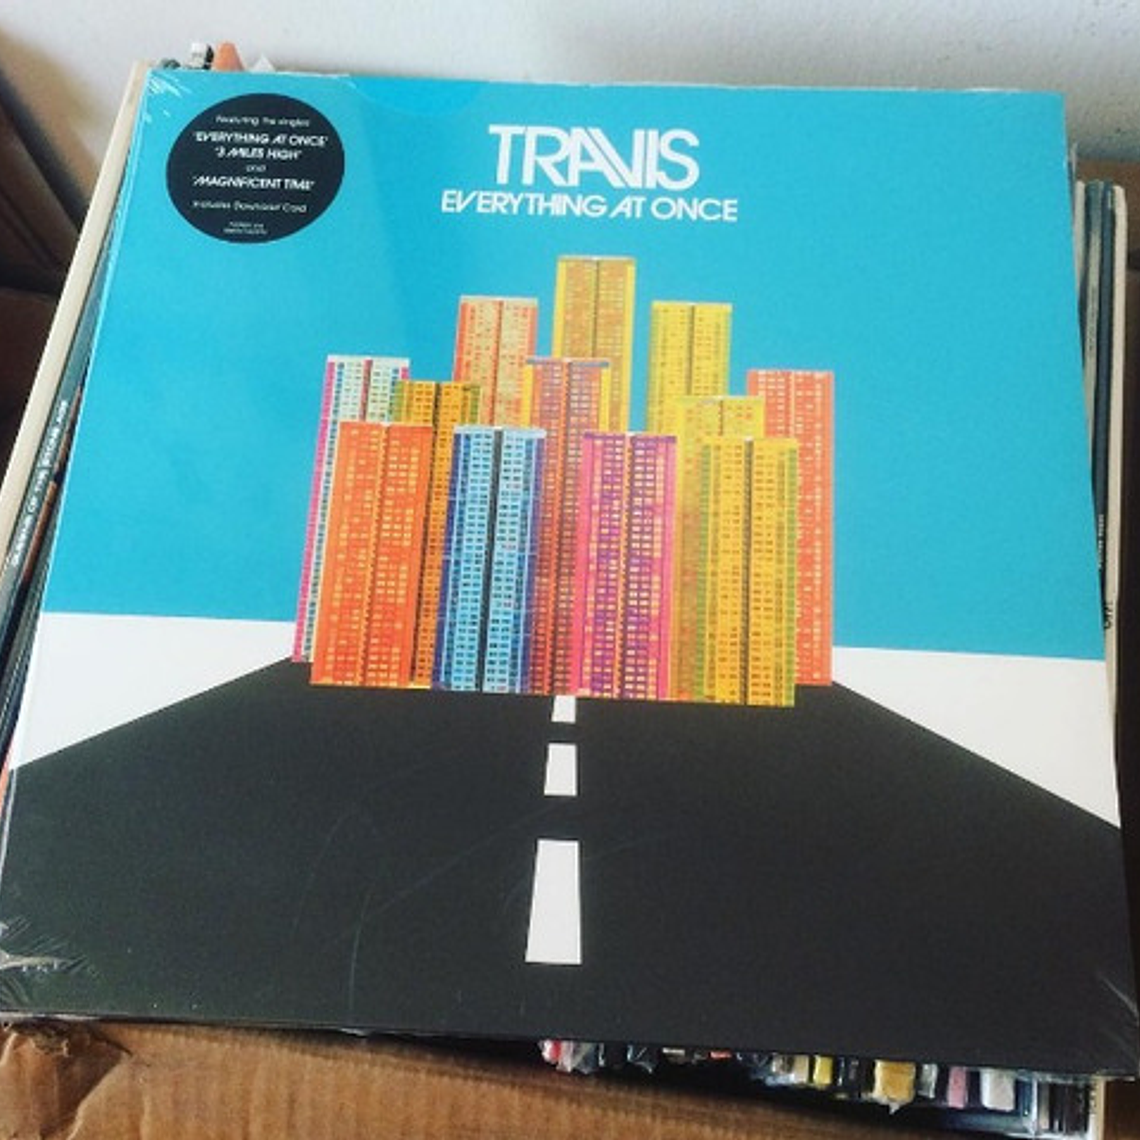 Featuring the singles
'EVERYTHING AT ONCE'
'3 MILES HIGH'
and
'MAGNIFICENT TIME'
Includes Download Card
TRAVIS
EVERYTHING AT ONCE